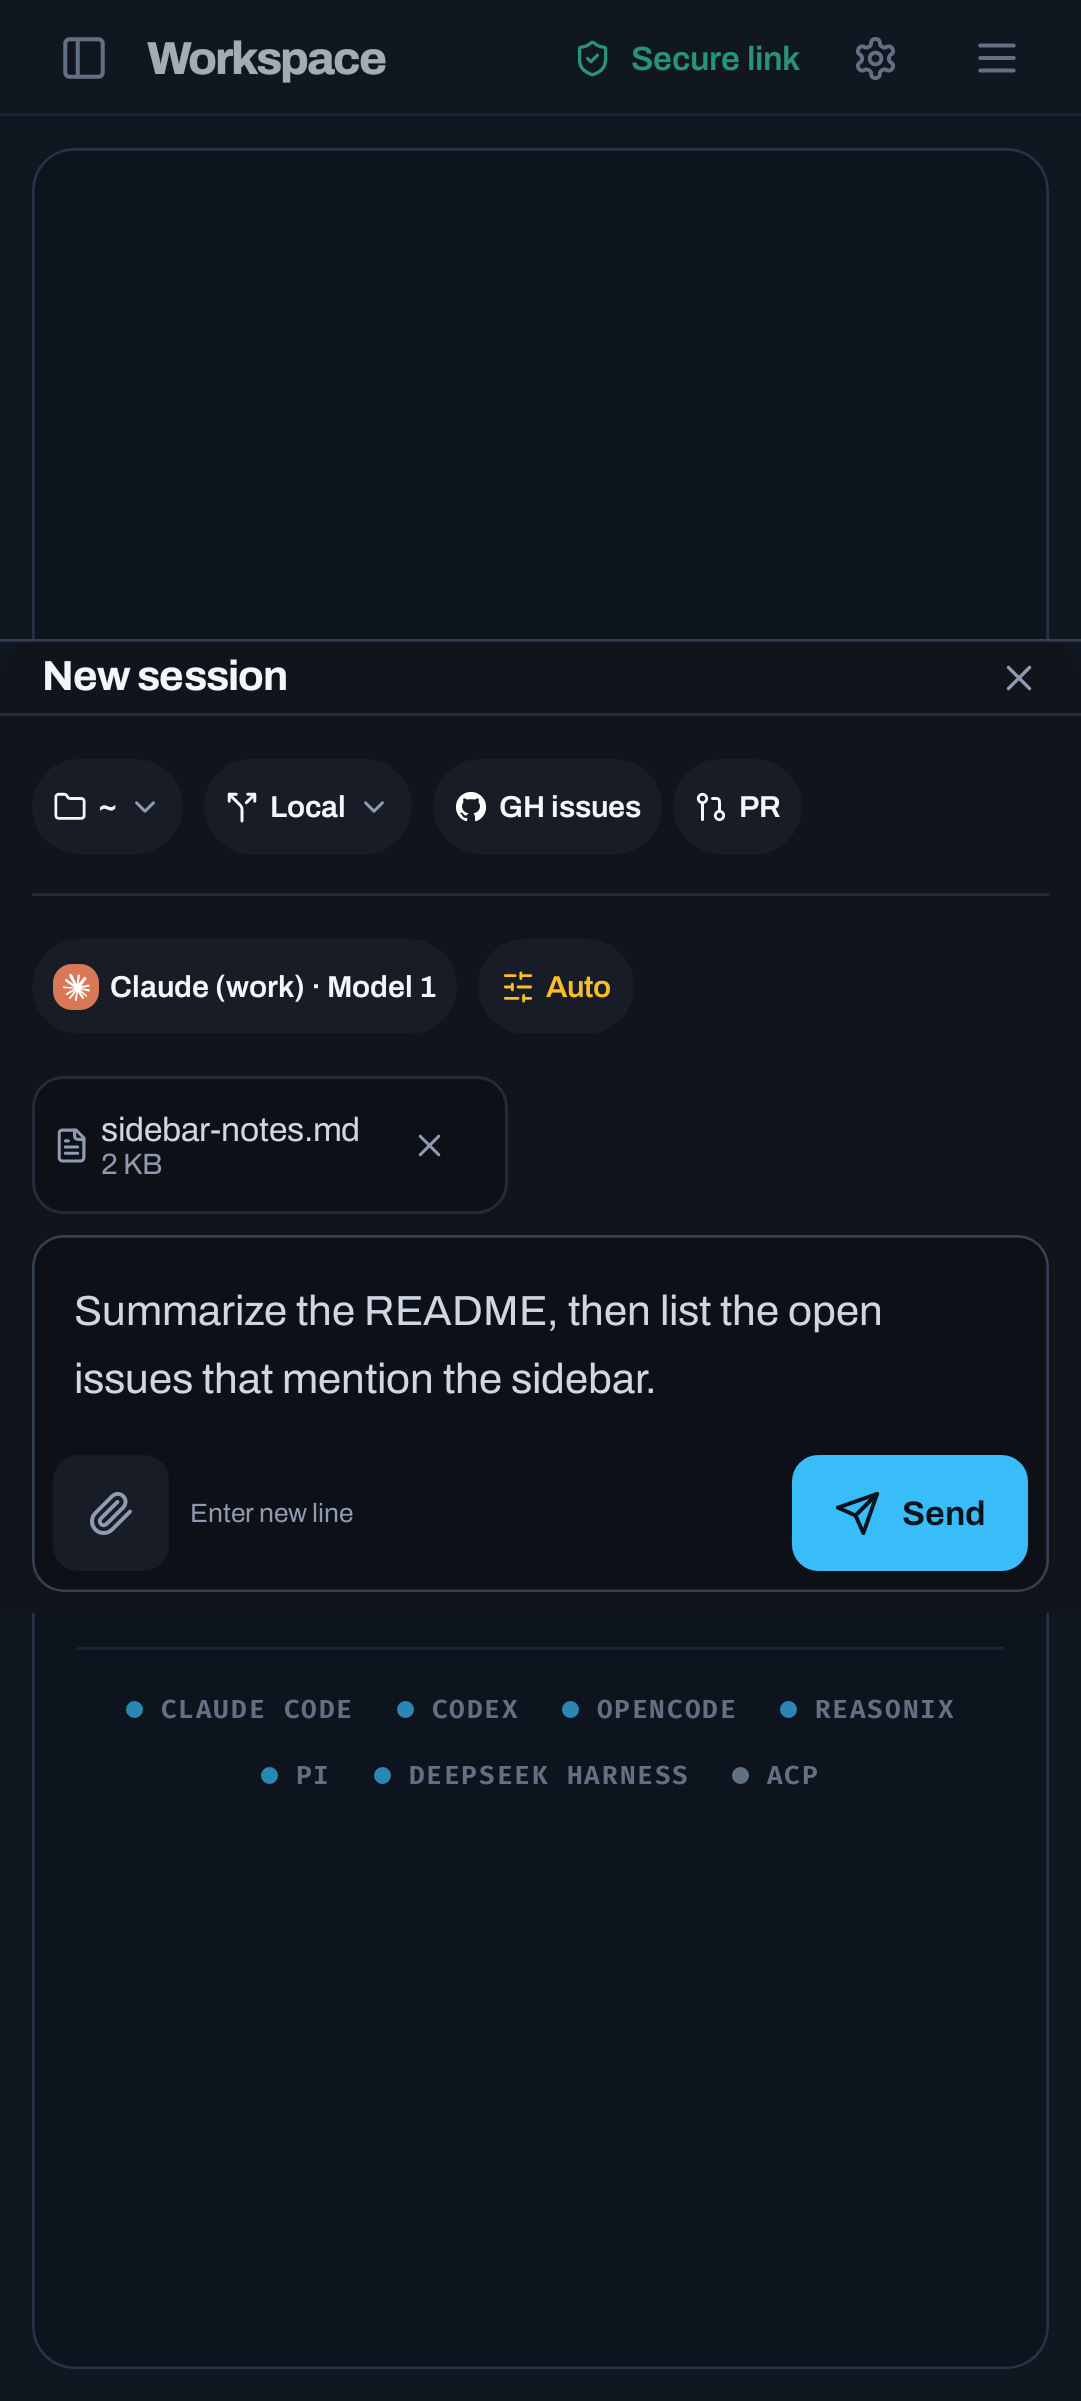 Workspace
Secure link
New session
~
Local
GH issues
PR
Claude (work) · Model 1
Auto
sidebar-notes.md
2 KB
Summarize the README, then list the open
issues that mention the sidebar.
Enter new line
Send
CLAUDE CODE
CODEX
OPENCODE
REASONIX
PI
DEEPSEEK HARNESS
ACP